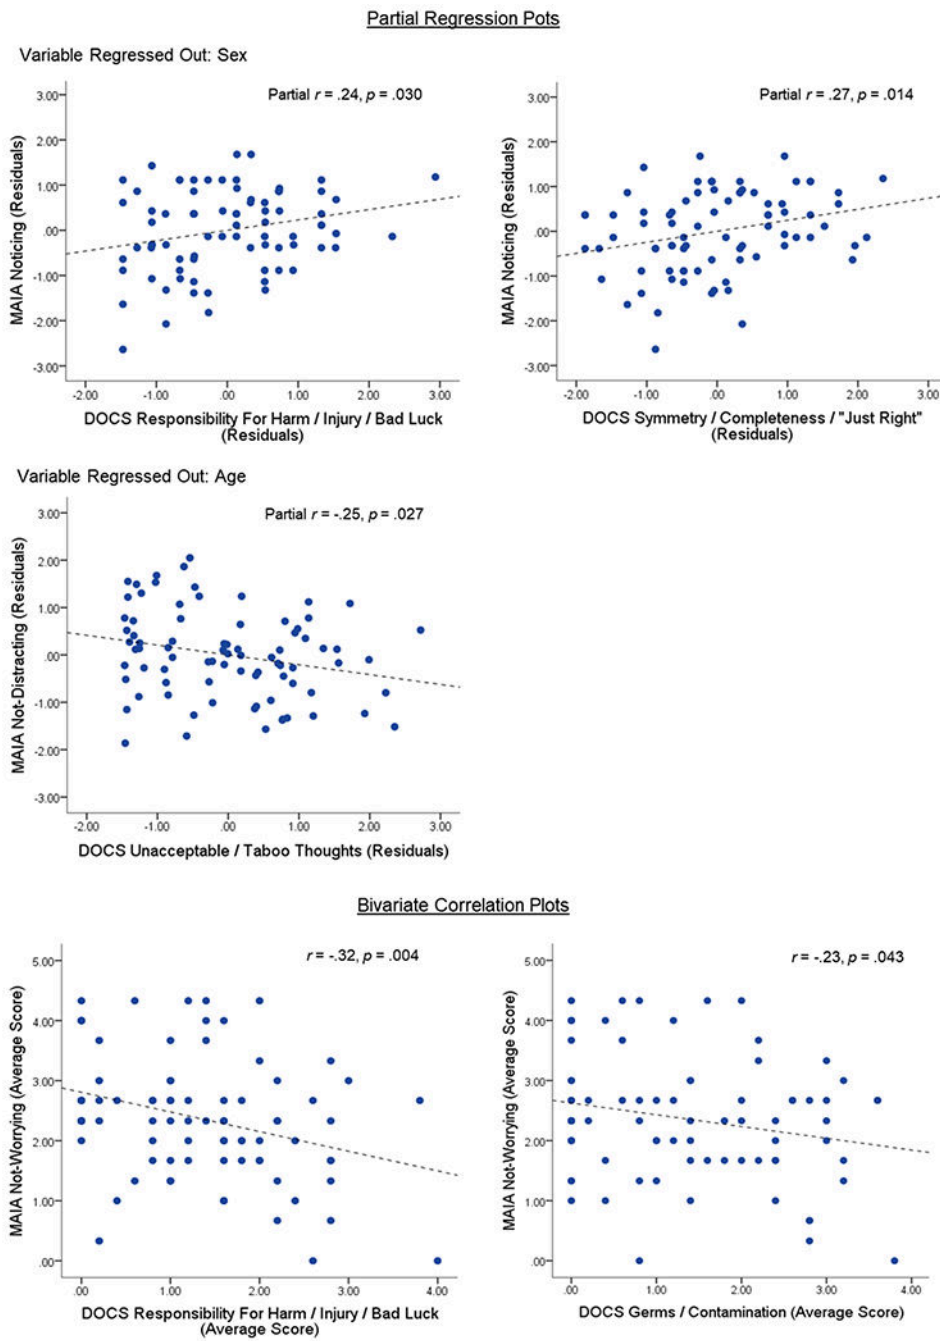 Partial Regression Pots
Variable Regressed Out: Sex
Partial r = .24, p = .030
3.00
2.00
1.00
.00
-1.00
-2.00
-3.00
MAIA Noticing (Residuals)
-2.00 -1.00 .00 1.00 2.00 3.00
DOCS Responsibility For Harm / Injury / Bad Luck
(Residuals)
Partial r = .27, p = .014
3.00
2.00
1.00
.00
-1.00
-2.00
-3.00
MAIA Noticing (Residuals)
-2.00 -1.00 .00 1.00 2.00 3.00
DOCS Symmetry / Completeness / "Just Right"
(Residuals)
Variable Regressed Out: Age
Partial r = -.25, p = .027
3.00
2.00
1.00
.00
-1.00
-2.00
-3.00
MAIA Not-Distracting (Residuals)
-2.00 -1.00 .00 1.00 2.00 3.00
DOCS Unacceptable / Taboo Thoughts (Residuals)
Bivariate Correlation Plots
r = -.32, p = .004
5.00
4.00
3.00
2.00
1.00
.00
MAIA Not-Worrying (Average Score)
.00 1.00 2.00 3.00 4.00
DOCS Responsibility For Harm / Injury / Bad Luck
(Average Score)
r = -.23, p = .043
5.00
4.00
3.00
2.00
1.00
.00
MAIA Not-Worrying (Average Score)
.00 1.00 2.00 3.00 4.00
DOCS Germs / Contamination (Average Score)